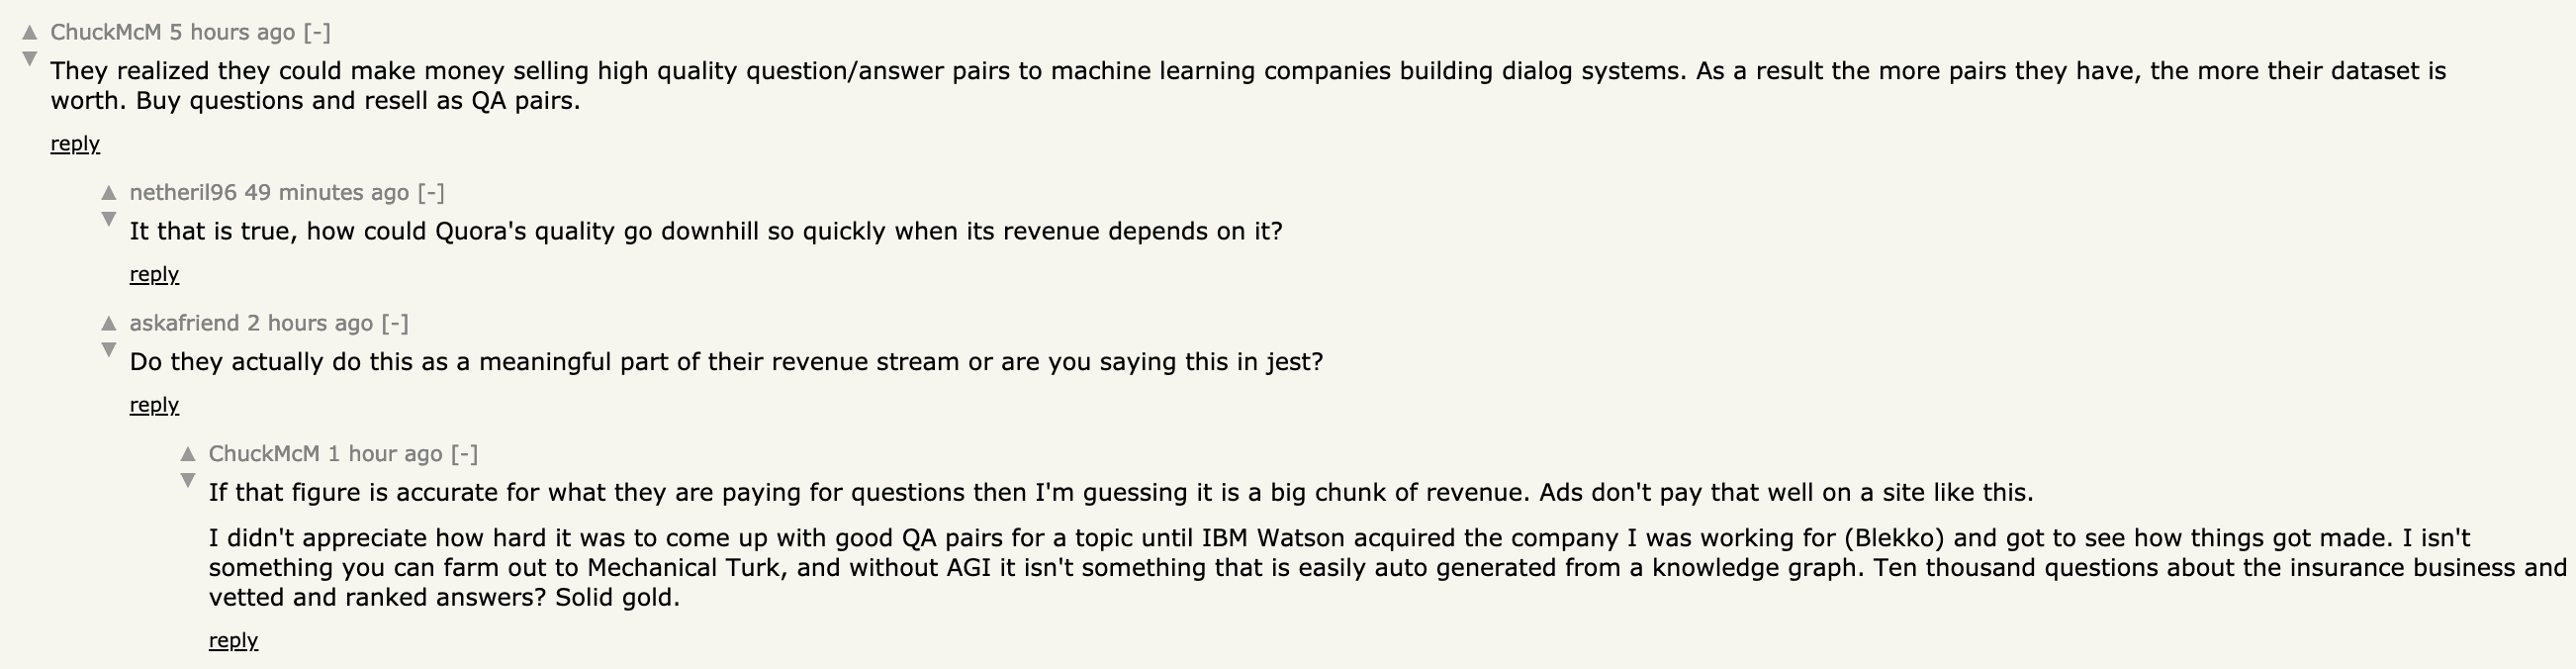 ▲ ChuckMcM 5 hours ago [-]
▼
They realized they could make money selling high quality question/answer pairs to machine learning companies building dialog systems. As a result the more pairs they have, the more their dataset is
worth. Buy questions and resell as QA pairs.
reply
▲ netheril96 49 minutes ago [-]
▼
It that is true, how could Quora's quality go downhill so quickly when its revenue depends on it?
reply
▲ askafriend 2 hours ago [-]
▼
Do they actually do this as a meaningful part of their revenue stream or are you saying this in jest?
reply
▲ ChuckMcM 1 hour ago [-]
▼
If that figure is accurate for what they are paying for questions then I'm guessing it is a big chunk of revenue. Ads don't pay that well on a site like this.
I didn't appreciate how hard it was to come up with good QA pairs for a topic until IBM Watson acquired the company I was working for (Blekko) and got to see how things got made. I isn't
something you can farm out to Mechanical Turk, and without AGI it isn't something that is easily auto generated from a knowledge graph. Ten thousand questions about the insurance business and
vetted and ranked answers? Solid gold.
reply